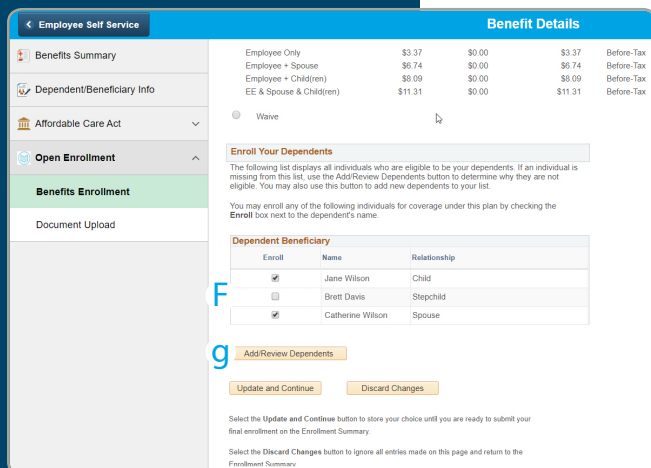 Employee Self Service
Benefit Details
Benefits Summary
Dependent/Beneficiary Info
Affordable Care Act
Open Enrollment
Benefits Enrollment
Document Upload
Employee Only $3.37 $0.00 $3.37 Before-Tax
Employee + Spouse $6.74 $0.00 $6.74 Before-Tax
Employee + Child(ren) $8.09 $0.00 $8.09 Before-Tax
EE & Spouse & Child(ren) $11.31 $0.00 $11.31 Before-Tax
Waive
Enroll Your Dependents
The following list displays all individuals who are eligible to be your dependents. If an individual is
missing from this list, use the Add/Review Dependents button to determine why they are not
eligible. You may also use this button to add new dependents to your list.
You may enroll any of the following individuals for coverage under this plan by checking the
Enroll box next to the dependent's name.
Dependent Beneficiary
Enroll Name Relationship
Jane Wilson Child
F
Brett Davis Stepchild
Catherine Wilson Spouse
g
Add/Review Dependents
Update and Continue Discard Changes
Select the Update and Continue button to store your choice until you are ready to submit your
final enrollment on the Enrollment Summary.
Select the Discard Changes button to ignore all entries made on this page and return to the
Enrollment Summary.